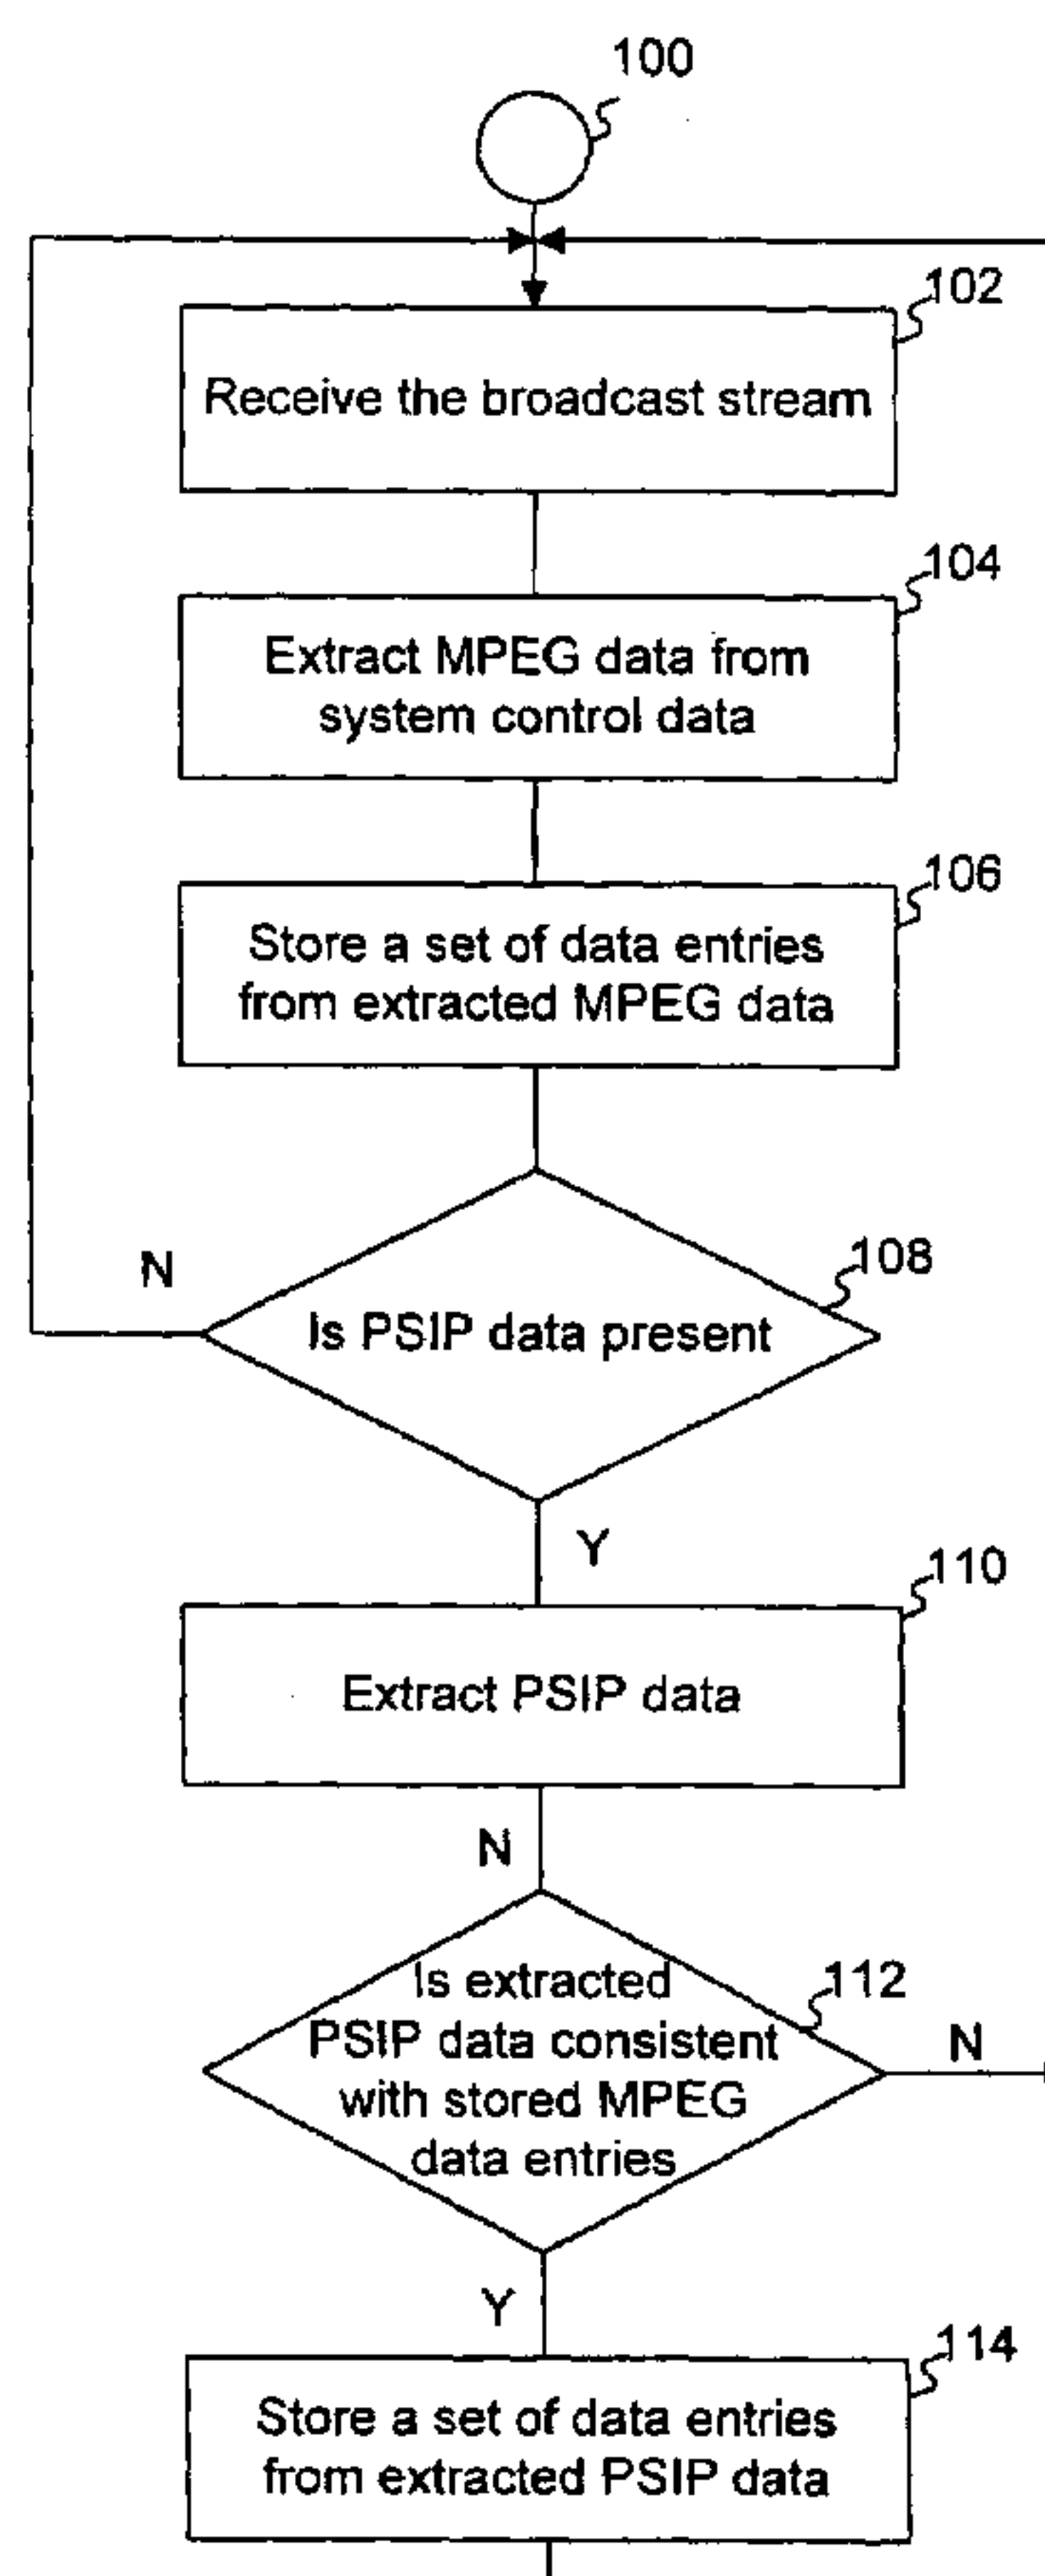 100
102
Receive the broadcast stream
104
Extract MPEG data from
system control data
106
Store a set of data entries
from extracted MPEG data
108
N
Is PSIP data present
Y
110
Extract PSIP data
N
112
Is extracted
PSIP data consistent
N
with stored MPEG
data entries
Y
114
Store a set of data entries
from extracted PSIP data